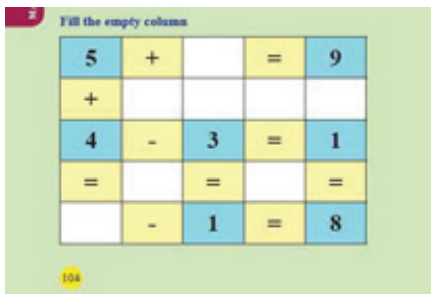 Fill the empty column
5 + = 9
+
4 - 3 = 1
= = =
- 1 = 8
104